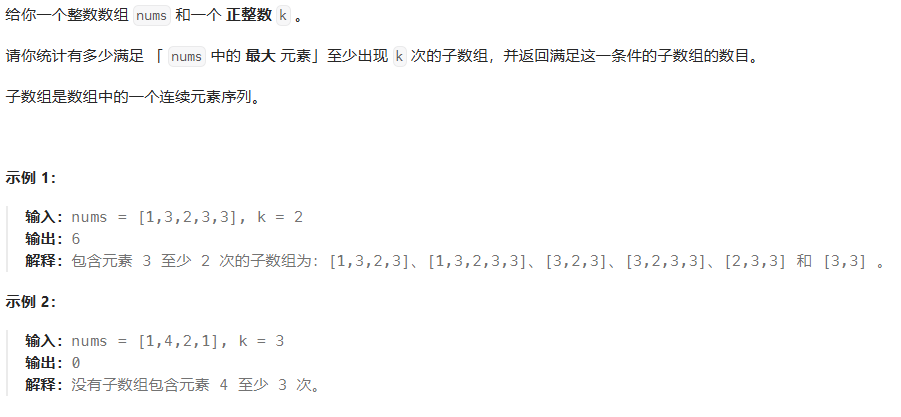 给你一个整数数组 nums 和一个 正整数 k 。
请你统计有多少满足 「 nums 中的 最大 元素」至少出现 k 次的子数组，并返回满足这一条件的子数组的数目。
子数组是数组中的一个连续元素序列。
示例 1：
输入：nums = [1,3,2,3,3], k = 2
输出：6
解释：包含元素 3 至少 2 次的子数组为：[1,3,2,3]、[1,3,2,3,3]、[3,2,3]、[3,2,3,3]、[2,3,3] 和 [3,3] 。
示例 2：
输入：nums = [1,4,2,1], k = 3
输出：0
解释：没有子数组包含元素 4 至少 3 次。